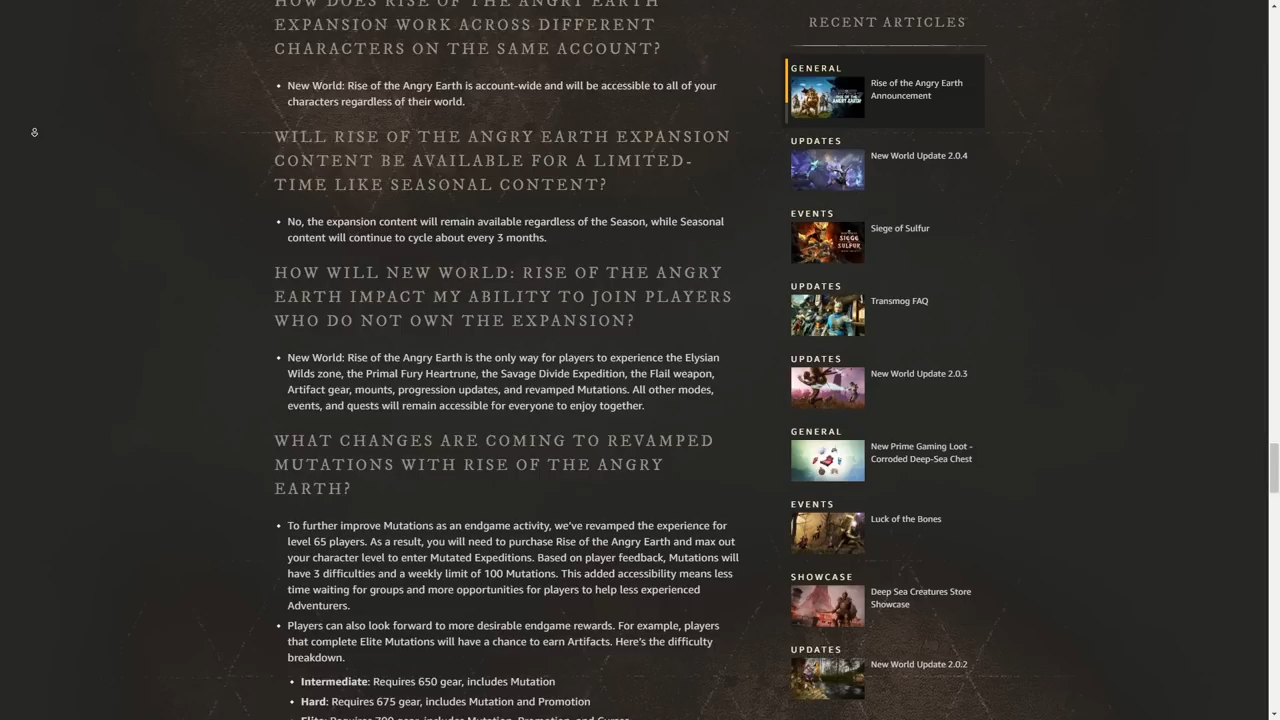 HOW DOES RISE OF THE ANGRY EARTH
EXPANSION WORK ACROSS DIFFERENT
CHARACTERS ON THE SAME ACCOUNT?
• New World: Rise of the Angry Earth is account-wide and will be accessible to all of your
characters regardless of their world.
WILL RISE OF THE ANGRY EARTH EXPANSION
CONTENT BE AVAILABLE FOR A LIMITED-
TIME LIKE SEASONAL CONTENT?
• No, the expansion content will remain available regardless of the Season, while Seasonal
content will continue to cycle about every 3 months.
HOW WILL NEW WORLD: RISE OF THE ANGRY
EARTH IMPACT MY ABILITY TO JOIN PLAYERS
WHO DO NOT OWN THE EXPANSION?
• New World: Rise of the Angry Earth is the only way for players to experience the Elysian
Wilds zone, the Primal Fury Heartrune, the Savage Divide Expedition, the Flail weapon,
Artifact gear, mounts, progression updates, and revamped Mutations. All other modes,
events, and quests will remain accessible for everyone to enjoy together.
WHAT CHANGES ARE COMING TO REVAMPED
MUTATIONS WITH RISE OF THE ANGRY
EARTH?
• To further improve Mutations as an endgame activity, we've revamped the experience for
level 65 players. As a result, you will need to purchase Rise of the Angry Earth and max out
your character level to enter Mutated Expeditions. Based on player feedback, Mutations will
have 3 difficulties and a weekly limit of 100 Mutations. This added accessibility means less
time waiting for groups and more opportunities for players to help less experienced
Adventurers.
• Players can also look forward to more desirable endgame rewards. For example, players
that complete Elite Mutations will have a chance to earn Artifacts. Here's the difficulty
breakdown.
• Intermediate: Requires 650 gear, includes Mutation
• Hard: Requires 675 gear, includes Mutation and Promotion
• Elite: Requires 700 gear, includes Mutation, Promotion, and Curses
RECENT ARTICLES
GENERAL
Rise of the Angry Earth
Announcement
UPDATES
New World Update 2.0.4
EVENTS
Siege of Sulfur
SIEGE
OF
SULFUR
UPDATES
Transmog FAQ
UPDATES
New World Update 2.0.3
GENERAL
New Prime Gaming Loot -
Corroded Deep-Sea Chest
EVENTS
Luck of the Bones
SHOWCASE
Deep Sea Creatures Store
Showcase
UPDATES
New World Update 2.0.2